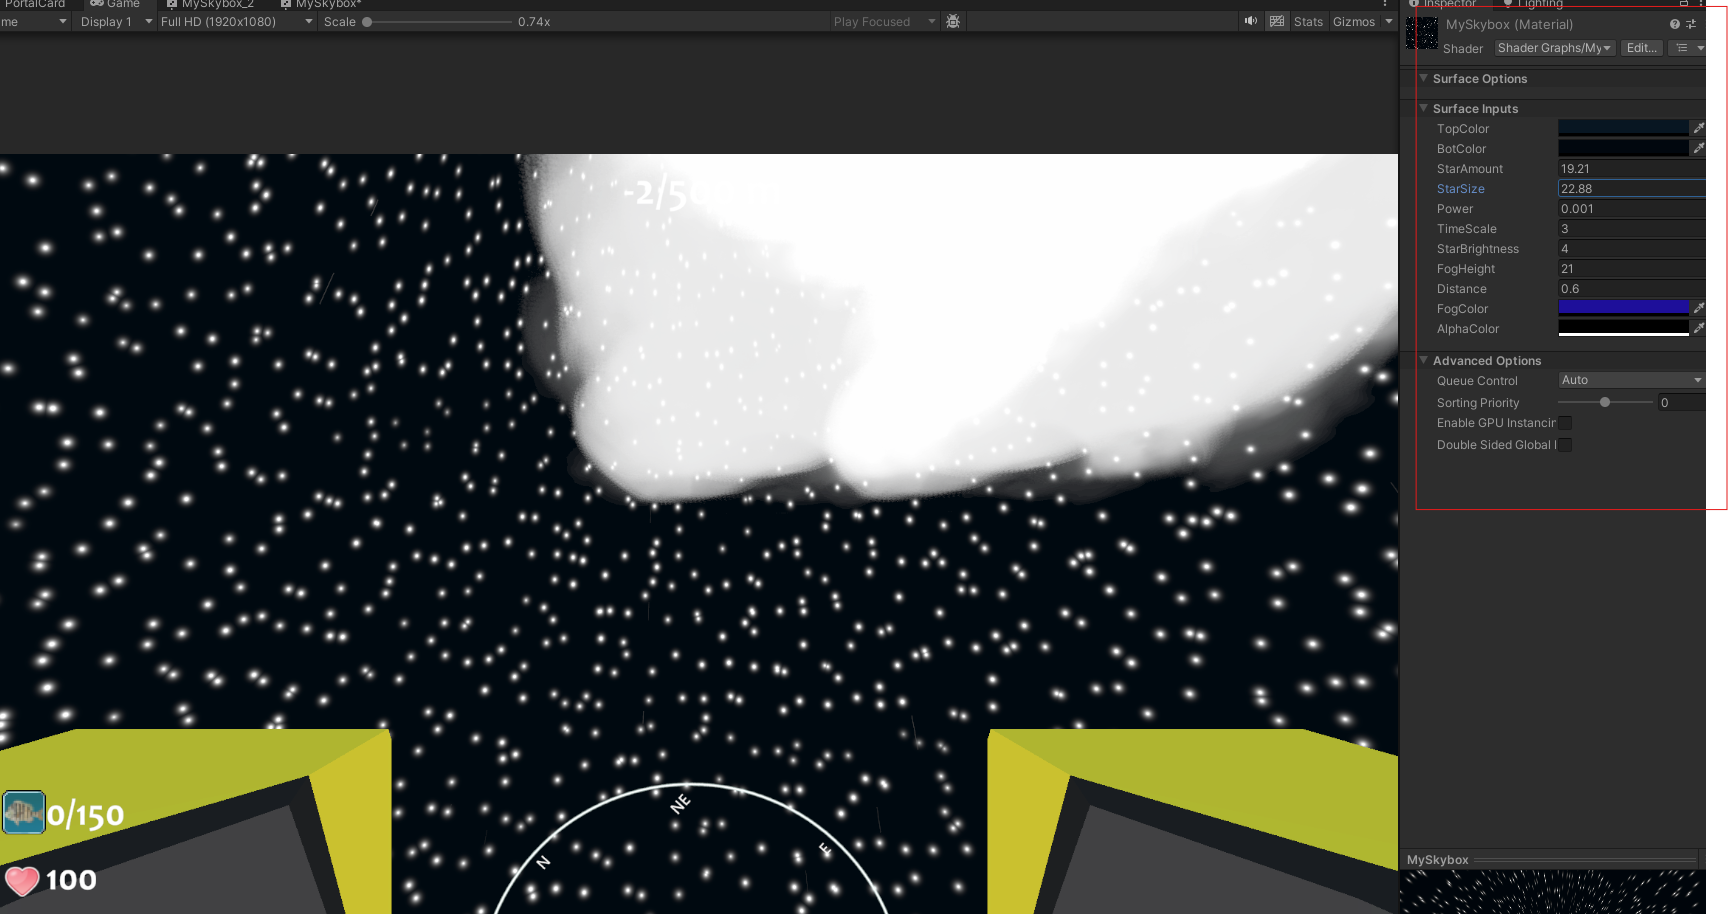 PortalCard Game MySkybox_2 MySkybox* Inspector Lighting
me Display 1 Full HD (1920x1080) Scale 0.74x Play Focused Stats Gizmos
MySkybox (Material)
Shader Shader Graphs/My Edit...
Surface Options
Surface Inputs
TopColor
BotColor
StarAmount 19.21
StarSize 22.88
Power 0.001
TimeScale 3
StarBrightness 4
FogHeight 21
Distance 0.6
FogColor
AlphaColor
Advanced Options
Queue Control Auto
Sorting Priority 0
Enable GPU Instancin
Double Sided Global I
-2/500 m
NE
N
E
0/150
100
MySkybox